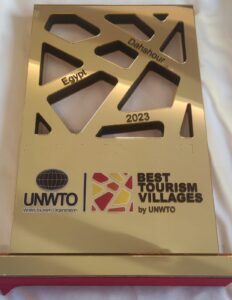 Dahshour
Egypt
2023
UNWTO
World Tourism Organization
BEST
TOURISM
VILLAGES
by UNWTO